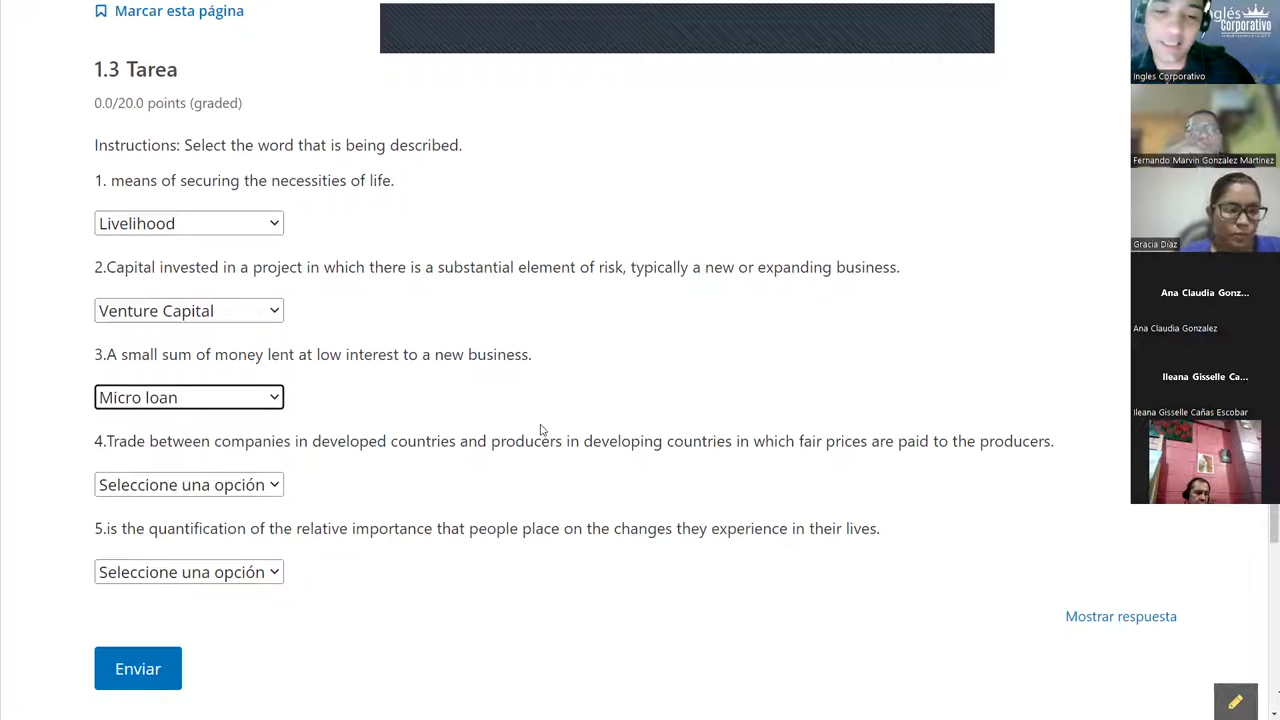 Marcar esta página
1.3 Tarea
0.0/20.0 points (graded)
Instructions: Select the word that is being described.
1. means of securing the necessities of life.
Livelihood
2.Capital invested in a project in which there is a substantial element of risk, typically a new or expanding business.
Venture Capital
3.A small sum of money lent at low interest to a new business.
Micro loan
4.Trade between companies in developed countries and producers in developing countries in which fair prices are paid to the producers.
Seleccione una opción
5.is the quantification of the relative importance that people place on the changes they experience in their lives.
Seleccione una opción
Mostrar respuesta
Enviar
Corporativo
Ingles Corporativo
Fernando Marvin Gonzalez Martinez
Gracia Díaz
Ana Claudia Gonz...
Ana Claudia Gonzalez
Ileana Gisselle Ca...
Ileana Gisselle Cañas Escobar